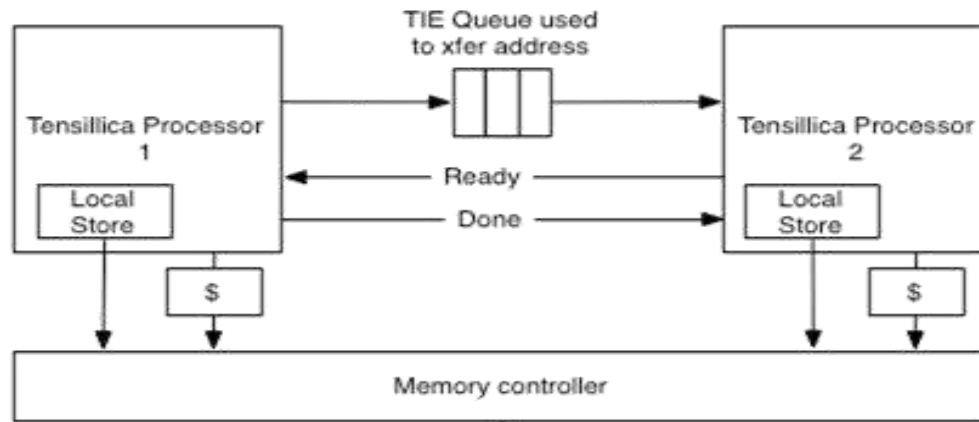 TIE Queue used
to xfer address
Tensillica Processor
1
Tensillica Processor
2
Ready
Done
Local
Store
Local
Store
$
$
Memory controller